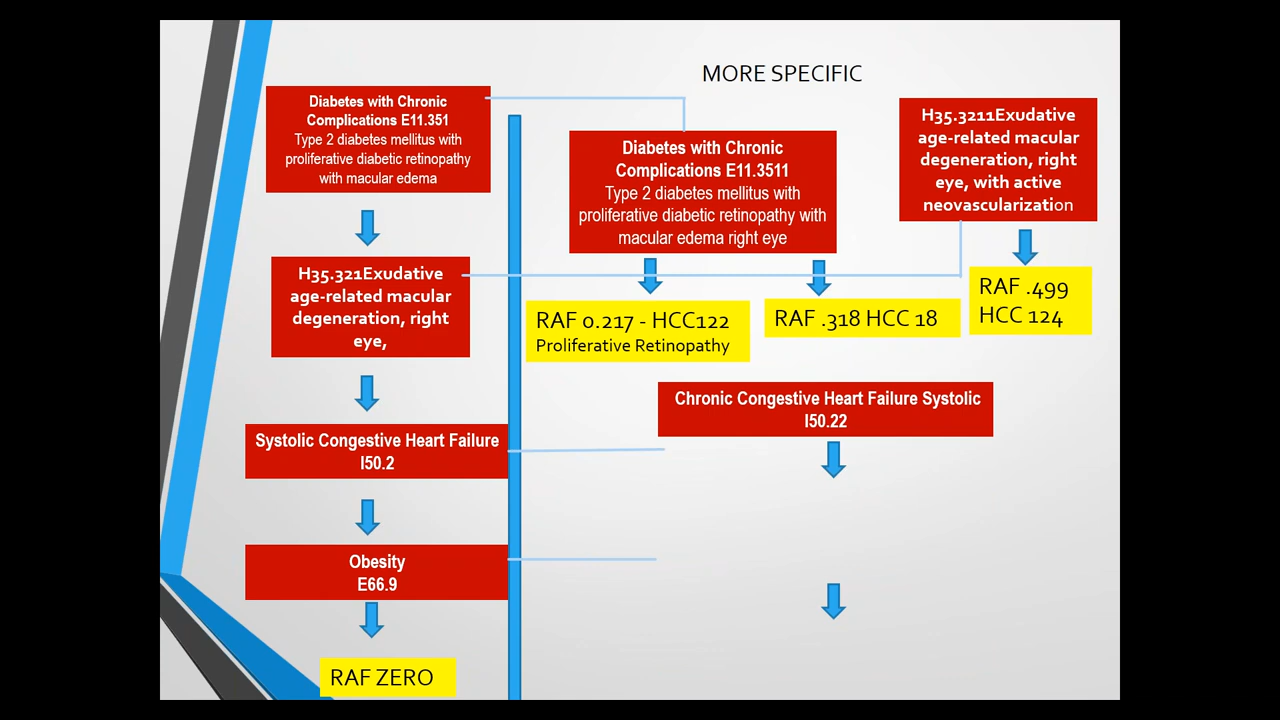 MORE SPECIFIC
Diabetes with Chronic
Complications E11.351
Type 2 diabetes mellitus with
proliferative diabetic retinopathy
with macular edema
H35.321Exudative
age-related macular
degeneration, right
eye,
Systolic Congestive Heart Failure
I50.2
Obesity
E66.9
RAF ZERO
Diabetes with Chronic
Complications E11.3511
Type 2 diabetes mellitus with
proliferative diabetic retinopathy with
macular edema right eye
RAF 0.217 - HCC122
Proliferative Retinopathy
RAF .318 HCC 18
H35.3211Exudative
age-related macular
degeneration, right
eye, with active
neovascularization
RAF .499
HCC 124
Chronic Congestive Heart Failure Systolic
I50.22